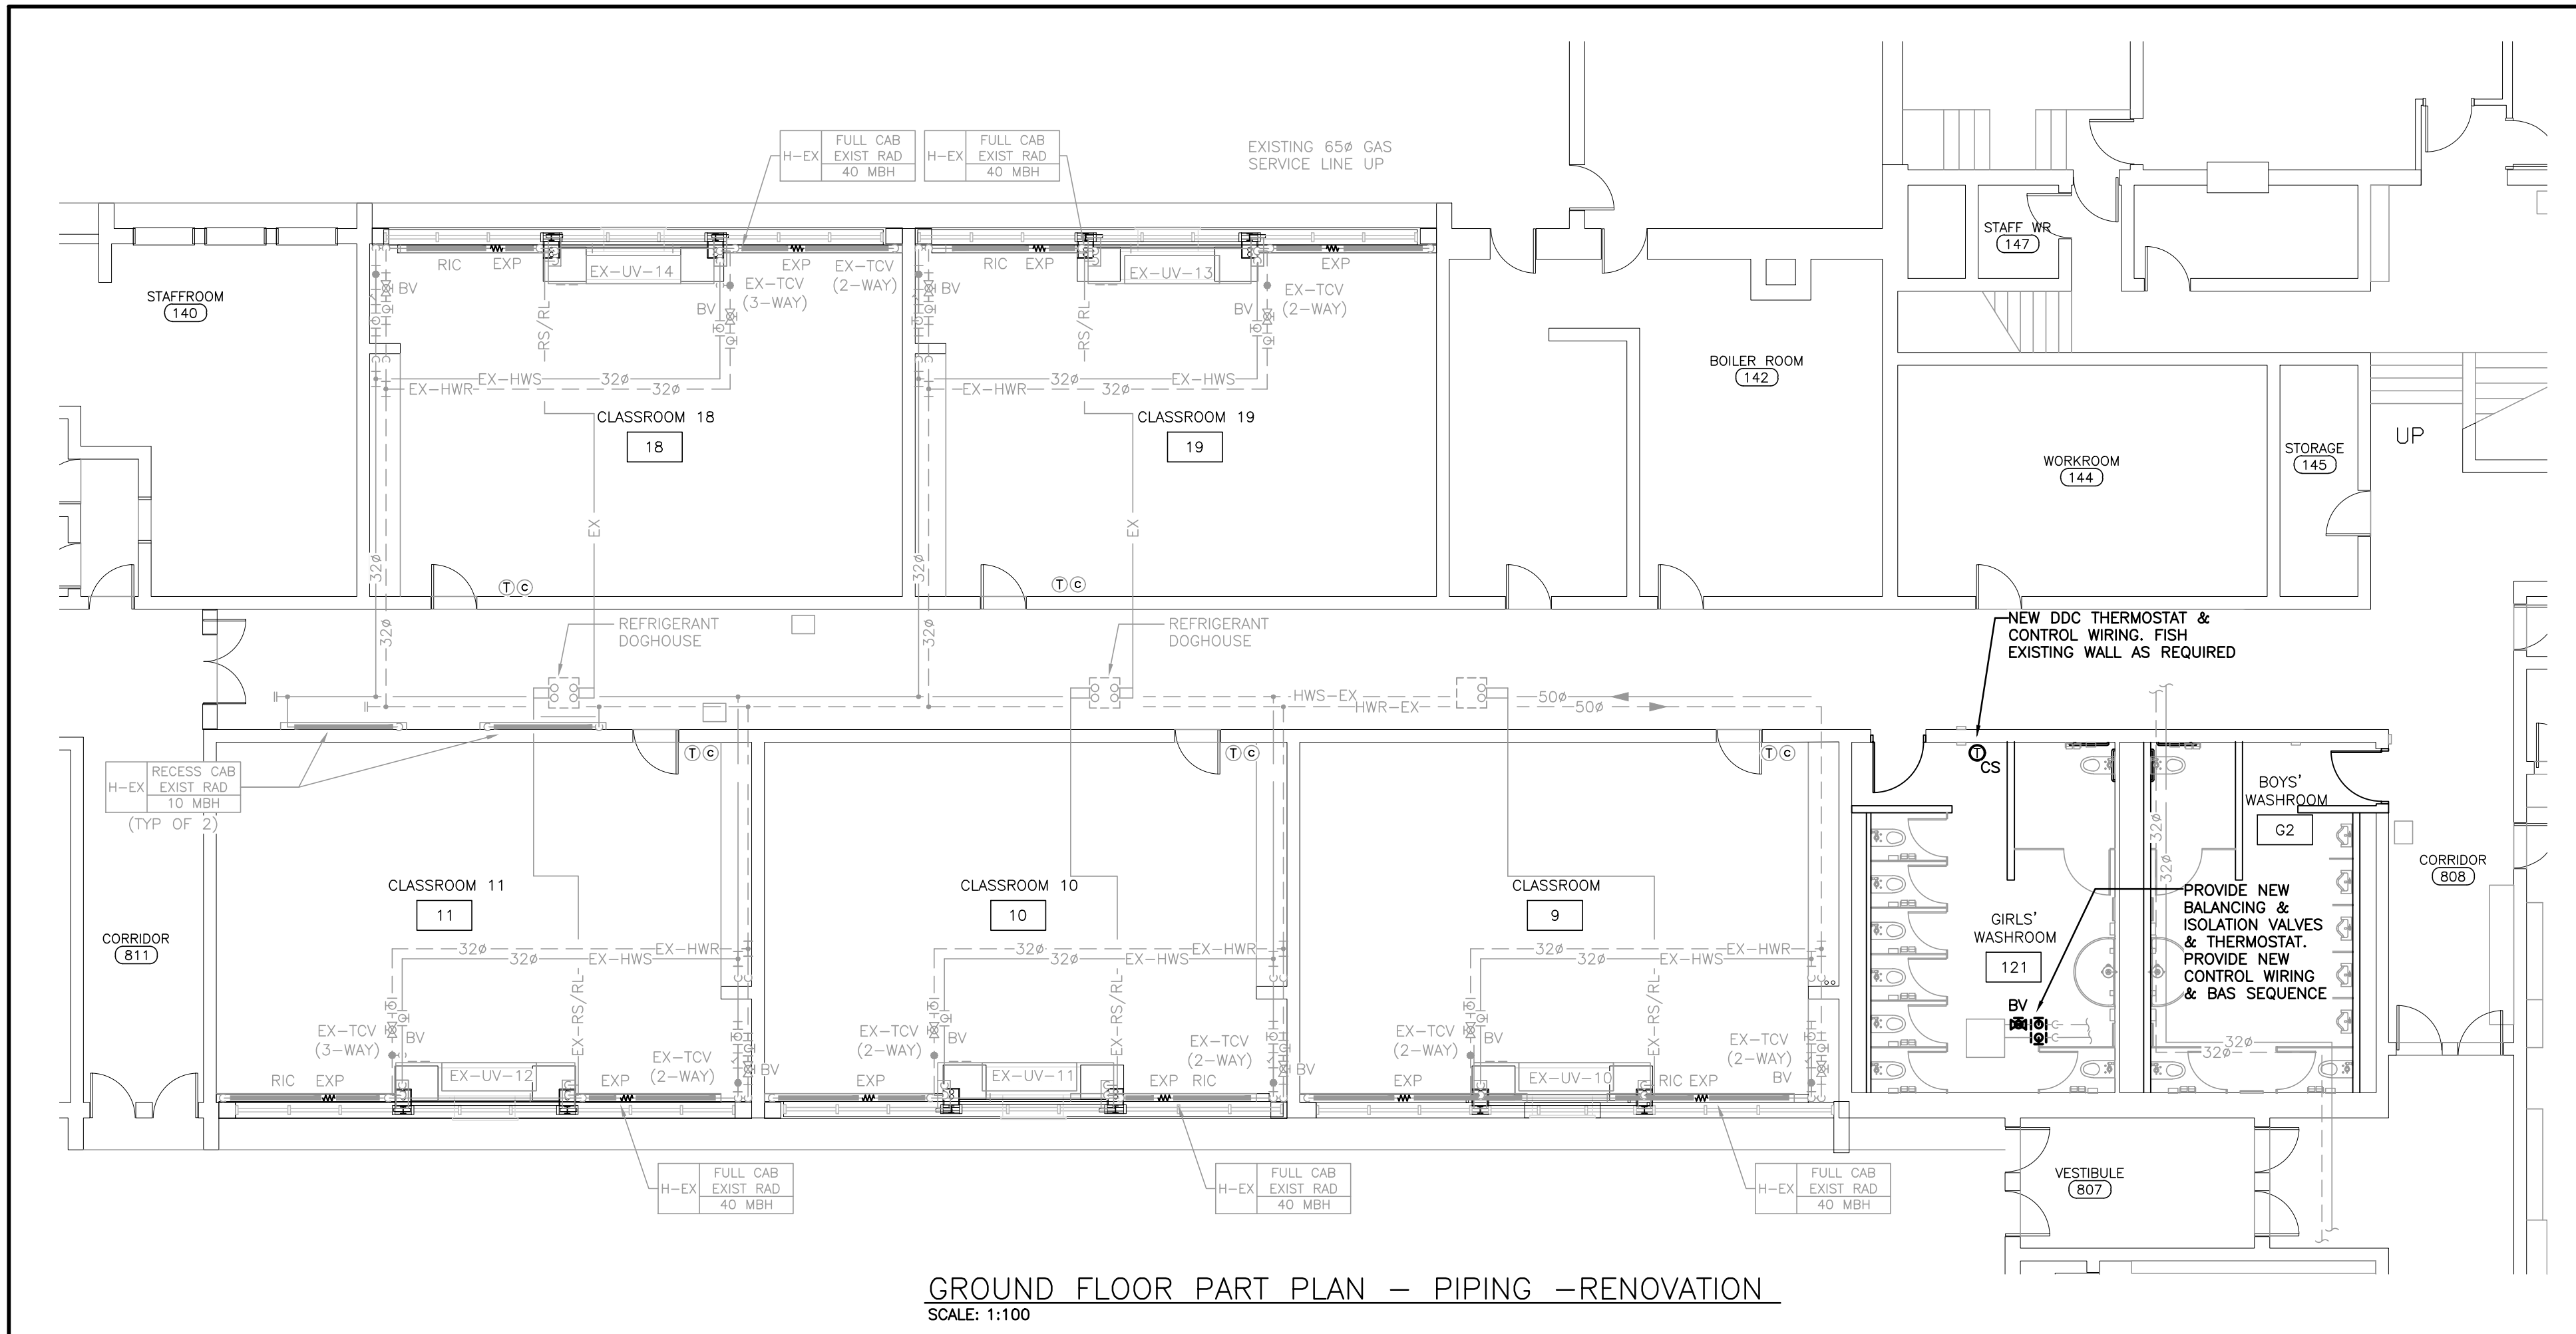 FULL CAB
H-EX EXIST RAD
40 MBH
FULL CAB
H-EX EXIST RAD
40 MBH
EXISTING 65ø GAS
SERVICE LINE UP
STAFF WR
147
STAFFROOM
140
RIC EXP
EX-UV-14
EXP
EX-TCV
(2-WAY)
EX-TCV
(3-WAY)
BV
BV
RS/RL
EX-HWS 32ø
EX-HWR 32ø
CLASSROOM 18
18
EX
32ø
32ø
T C
RIC EXP
EX-UV-13
EXP
EX-TCV
(2-WAY)
BV
BV
RS/RL
32ø EX-HWS
EX-HWR 32ø
CLASSROOM 19
19
EX
32ø
32ø
T C
BOILER ROOM
142
WORKROOM
144
STORAGE
145
UP
REFRIGERANT
DOGHOUSE
REFRIGERANT
DOGHOUSE
NEW DDC THERMOSTAT &
CONTROL WIRING. FISH
EXISTING WALL AS REQUIRED
HWS-EX 50ø
HWR-EX 50ø
RECESS CAB
H-EX EXIST RAD
10 MBH
(TYP OF 2)
T C
T C
T C
T
CS
CORRIDOR
811
CLASSROOM 11
11
32ø EX-HWR
32ø EX-HWS
EX-RS/RL
EX-TCV
(3-WAY)
BV
EX-TCV
(2-WAY)
BV
RIC EXP
EX-UV-12
EXP
CLASSROOM 10
10
32ø EX-HWR
32ø EX-HWS
EX-RS/RL
EX-TCV
(2-WAY)
BV
EX-TCV
(2-WAY)
BV
EXP
EX-UV-11
EXP RIC
CLASSROOM
9
32ø EX-HWR
32ø EX-HWS
EX-RS/RL
EX-TCV
(2-WAY)
BV
EX-TCV
(2-WAY)
BV
EXP
EX-UV-10
RIC EXP
GIRLS'
WASHROOM
121
BV
BOYS'
WASHROOM
G2
32ø
32ø
PROVIDE NEW
BALANCING &
ISOLATION VALVES
& THERMOSTAT.
PROVIDE NEW
CONTROL WIRING
& BAS SEQUENCE
32ø
32ø
CORRIDOR
808
FULL CAB
H-EX EXIST RAD
40 MBH
FULL CAB
H-EX EXIST RAD
40 MBH
FULL CAB
H-EX EXIST RAD
40 MBH
VESTIBULE
807
GROUND FLOOR PART PLAN - PIPING -RENOVATION
SCALE: 1:100